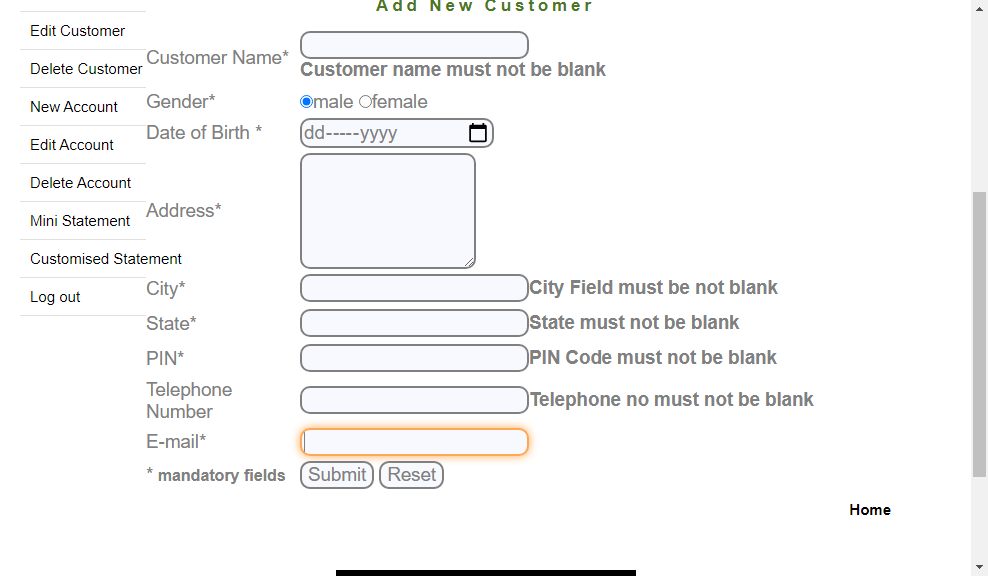 Add New Customer
Edit Customer
Delete Customer
New Account
Edit Account
Delete Account
Mini Statement
Customised Statement
Log out
Customer Name*
Customer name must not be blank
Gender* male female
Date of Birth * dd-----yyyy
Address*
City* City Field must be not blank
State* State must not be blank
PIN* PIN Code must not be blank
Telephone
Number Telephone no must not be blank
E-mail*
* mandatory fields Submit Reset
Home